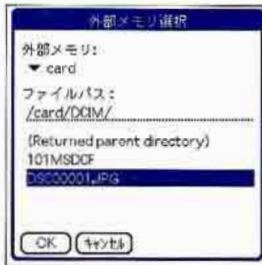 外部メモリ選択
外部メモリ:
▼ card
ファイルパス:
/card/DCIM/
(Returned parent directory)
101MSDCF
DSC00001.JPG
OK キャンセル